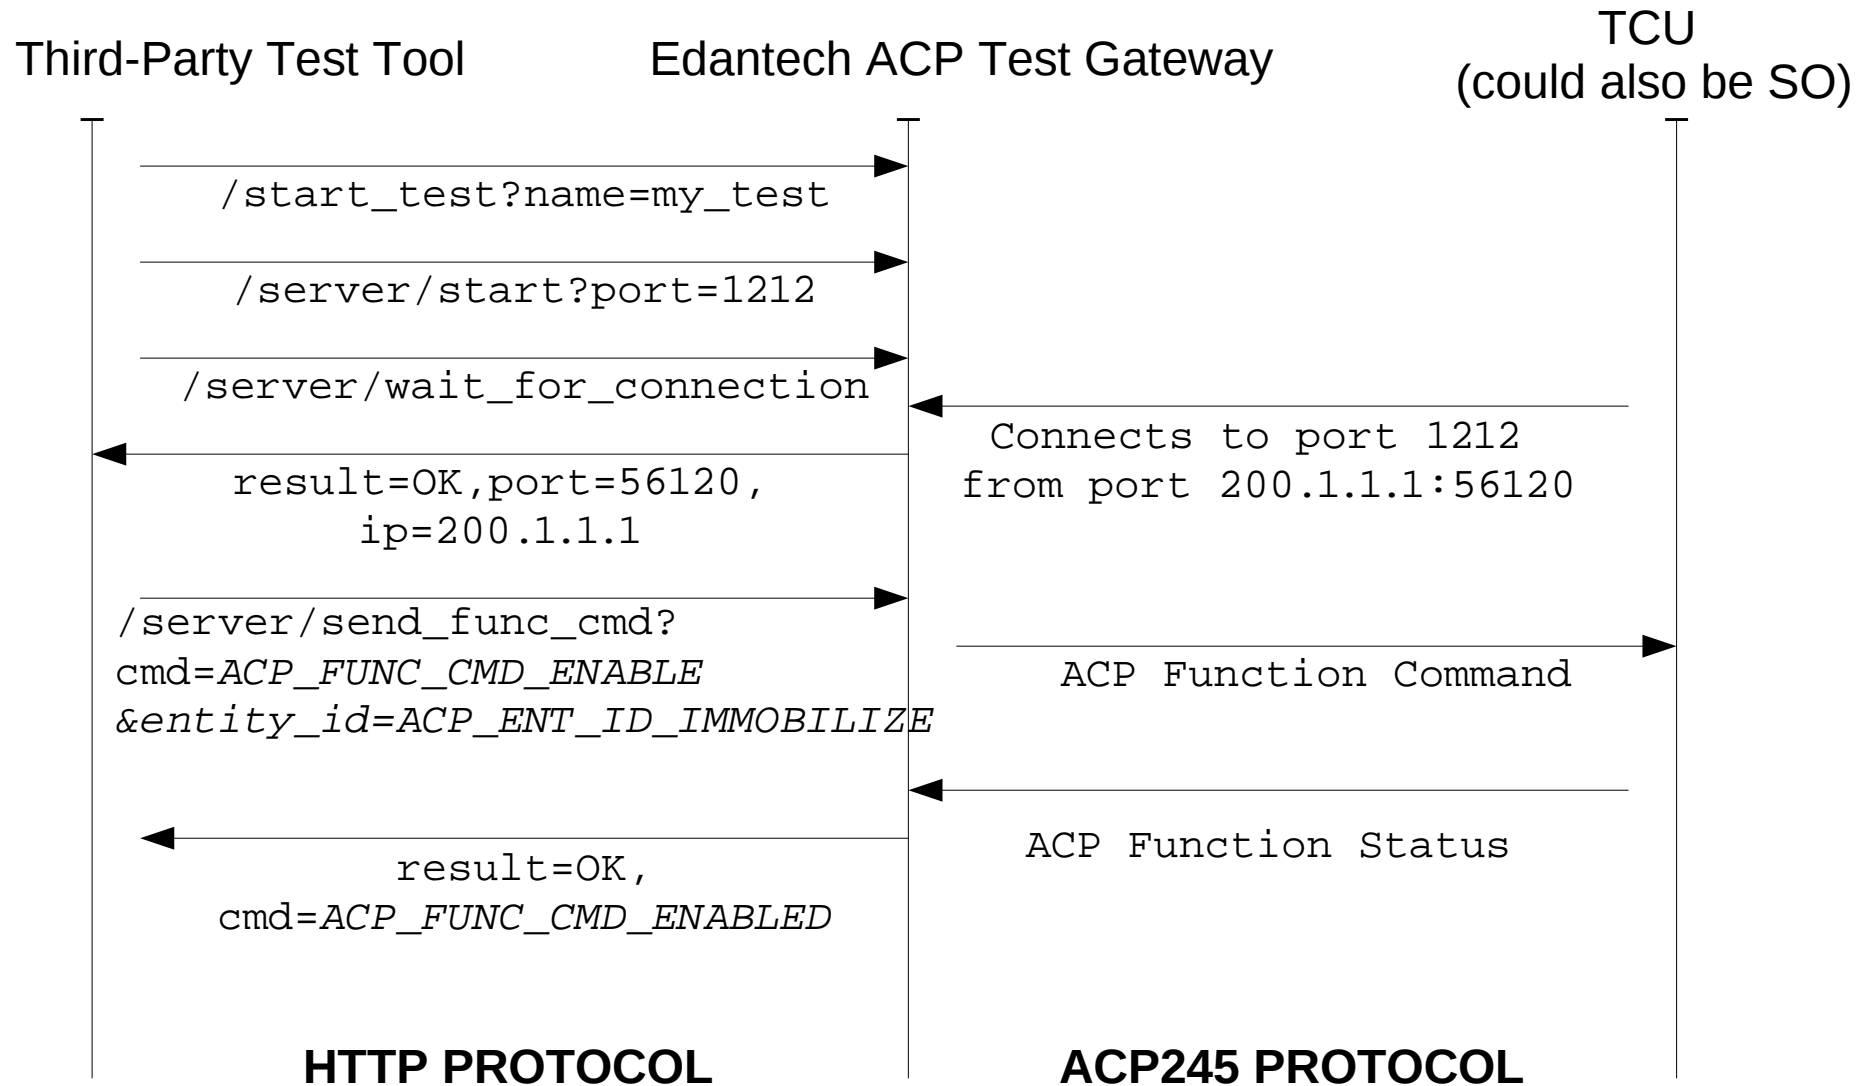 Third-Party Test Tool
Edantech ACP Test Gateway
TCU
(could also be SO)
/start_test?name=my_test
/server/start?port=1212
/server/wait_for_connection
Connects to port 1212
from port 200.1.1.1:56120
result=OK,port=56120,
ip=200.1.1.1
/server/send_func_cmd?
cmd=ACP_FUNC_CMD_ENABLE
&entity_id=ACP_ENT_ID_IMMOBILIZE
ACP Function Command
ACP Function Status
result=OK,
cmd=ACP_FUNC_CMD_ENABLED
HTTP PROTOCOL
ACP245 PROTOCOL